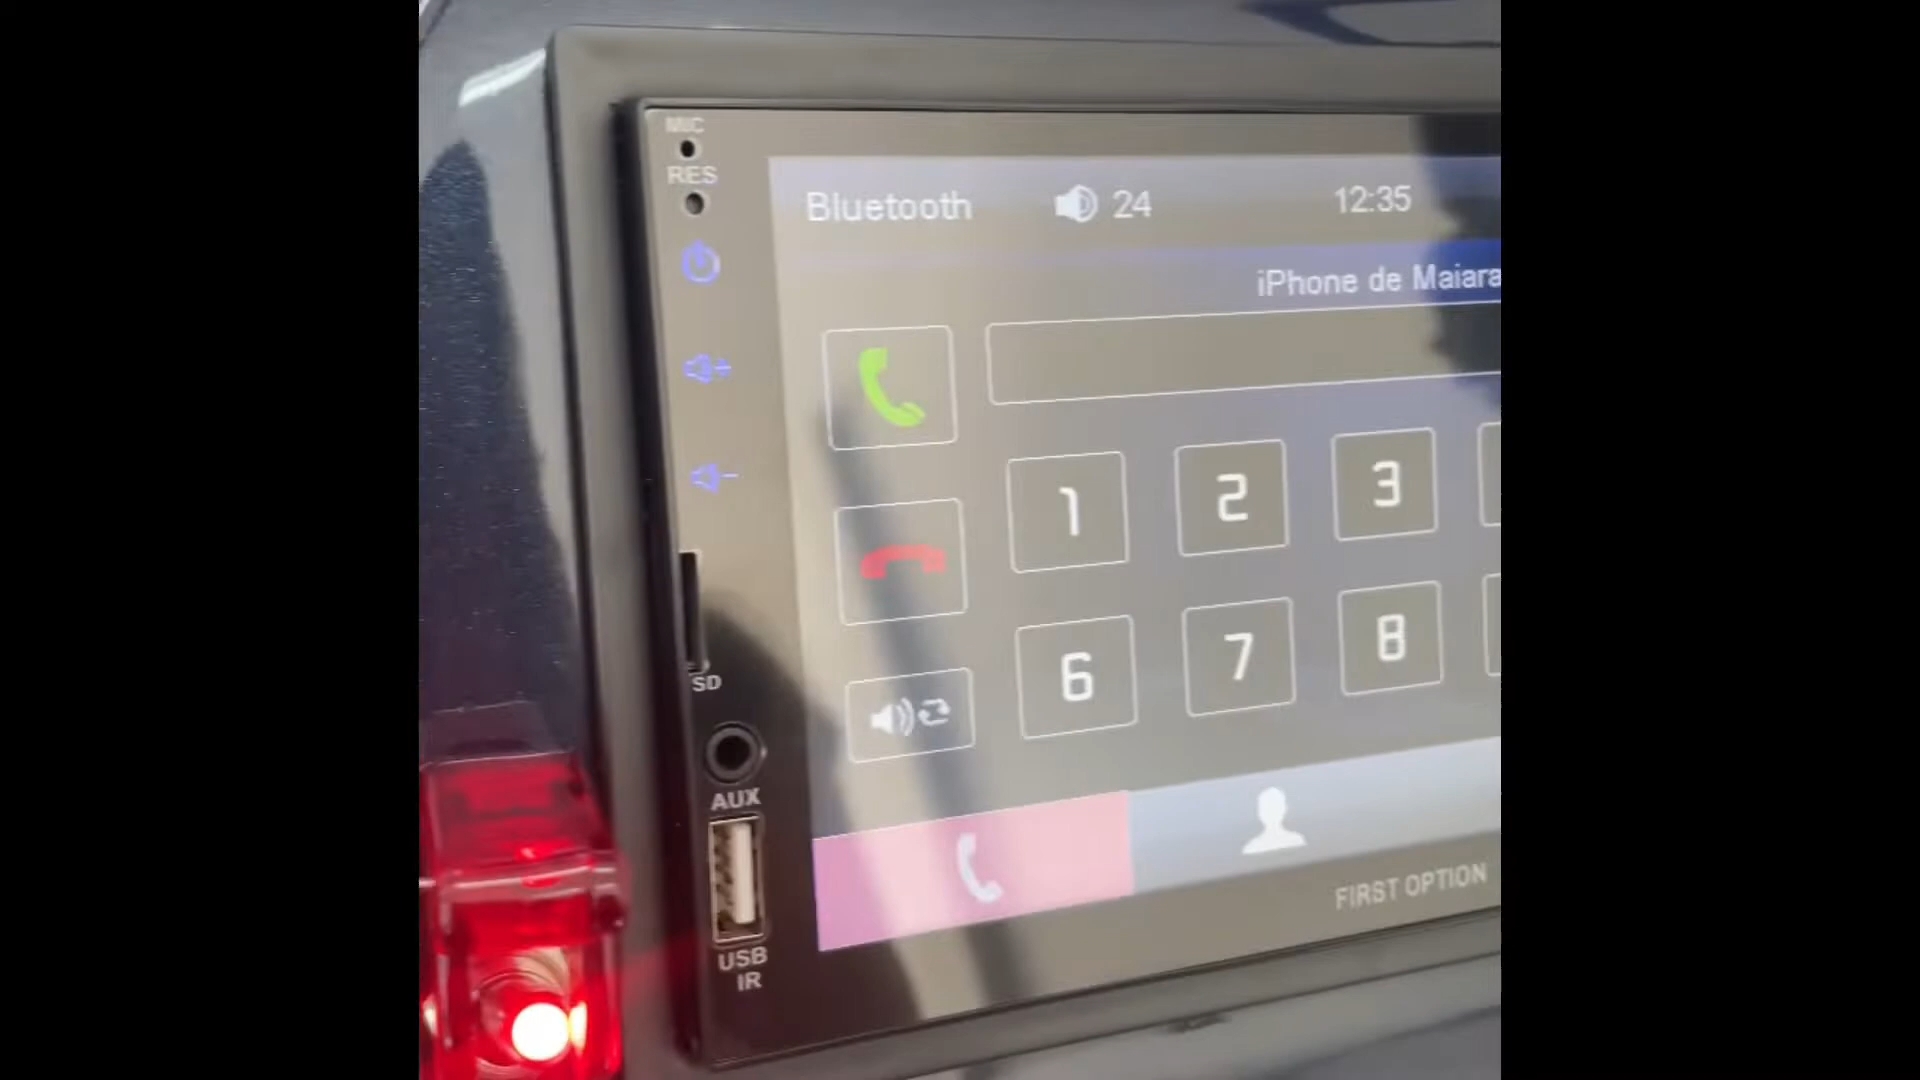 MIC
RES
Bluetooth 24 12:35
iPhone de Maiara
1 2 3
6 7 8
SD
AUX
USB
IR
FIRST OPTION